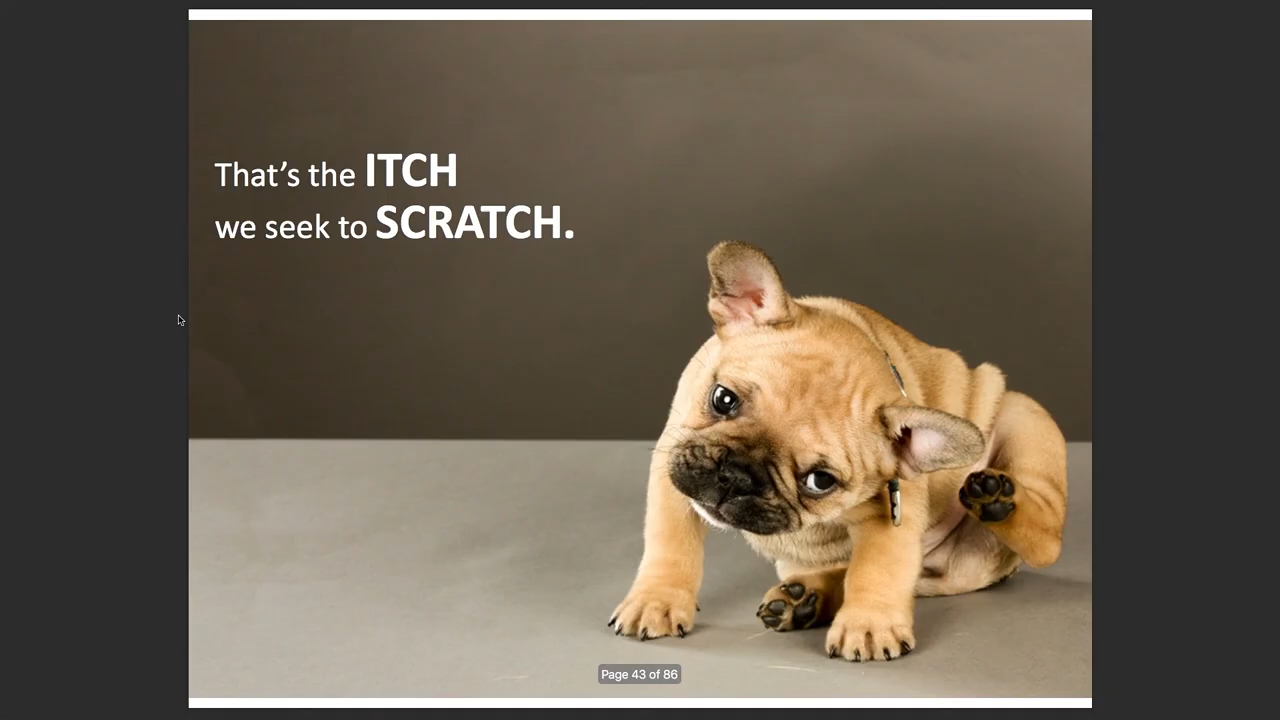 That’s the ITCH
we seek to SCRATCH.
Page 43 of 86